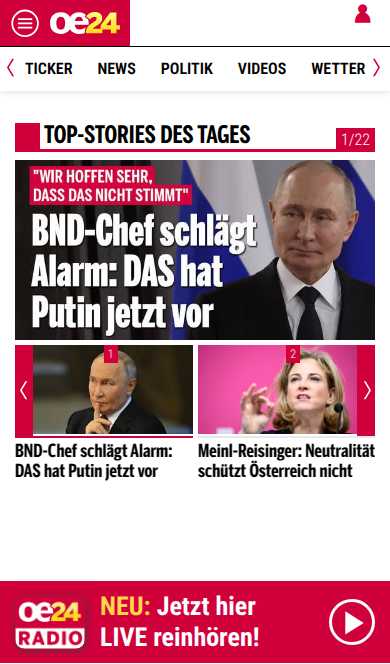 oe24
TICKER NEWS POLITIK VIDEOS WETTER
TOP-STORIES DES TAGES
1/22
"WIR HOFFEN SEHR,
DASS DAS NICHT STIMMT"
BND-Chef schlägt
Alarm: DAS hat
Putin jetzt vor
1
2
BND-Chef schlägt Alarm:
DAS hat Putin jetzt vor
Meinl-Reisinger: Neutralität
schützt Österreich nicht
oe24
RADIO
NEU: Jetzt hier
LIVE reinhören!